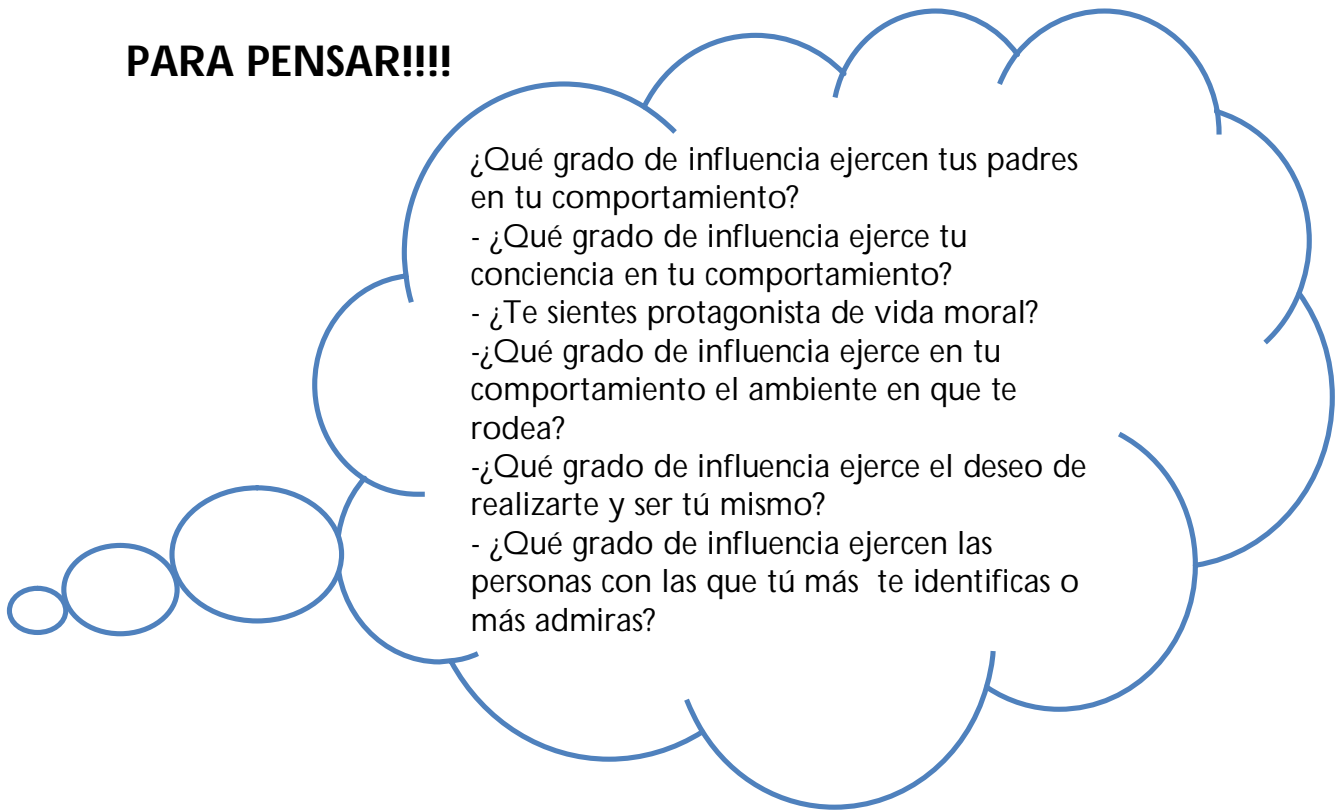 PARA PENSAR!!!!
¿Qué grado de influencia ejercen tus padres
en tu comportamiento?
- ¿Qué grado de influencia ejerce tu
conciencia en tu comportamiento?
- ¿Te sientes protagonista de vida moral?
-¿Qué grado de influencia ejerce en tu
comportamiento el ambiente en que te
rodea?
-¿Qué grado de influencia ejerce el deseo de
realizarte y ser tú mismo?
- ¿Qué grado de influencia ejercen las
personas con las que tú más  te identificas o
más admiras?